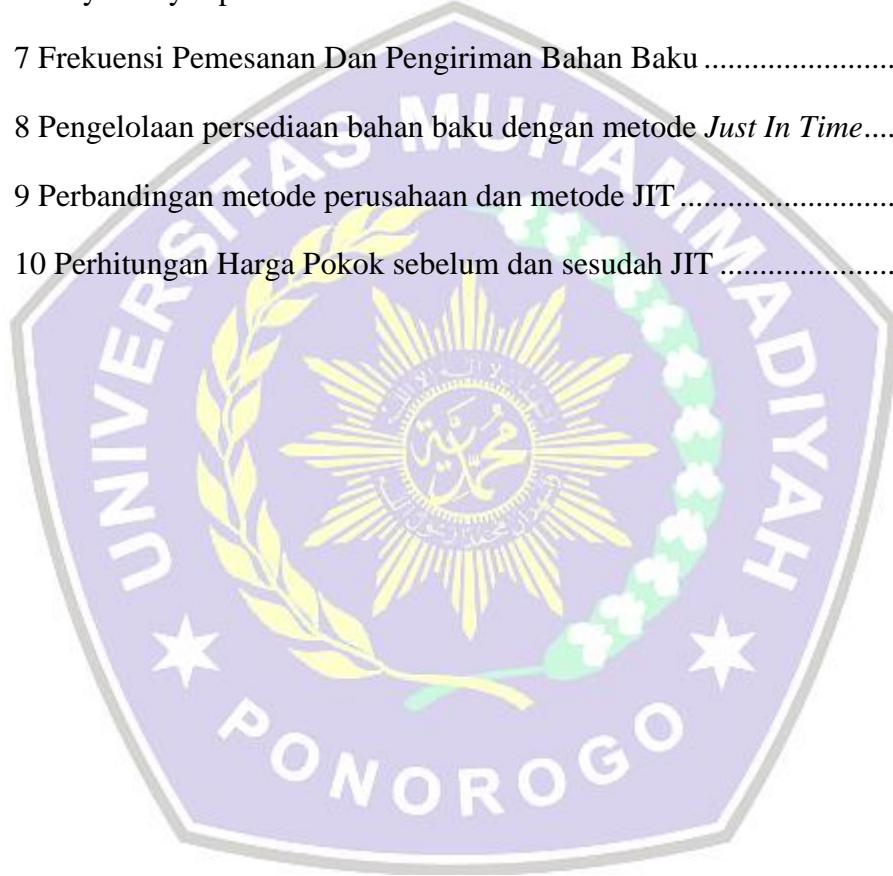 7 Frekuensi Pemesanan Dan Pengiriman Bahan Baku .......................
8 Pengelolaan persediaan bahan baku dengan metode Just In Time ....
9 Perbandingan metode perusahaan dan metode JIT ...........................
10 Perhitungan Harga Pokok sebelum dan sesudah JIT ......................
UNIVERSITAS MUHAMMADIYAH
PONOROGO
محمدية